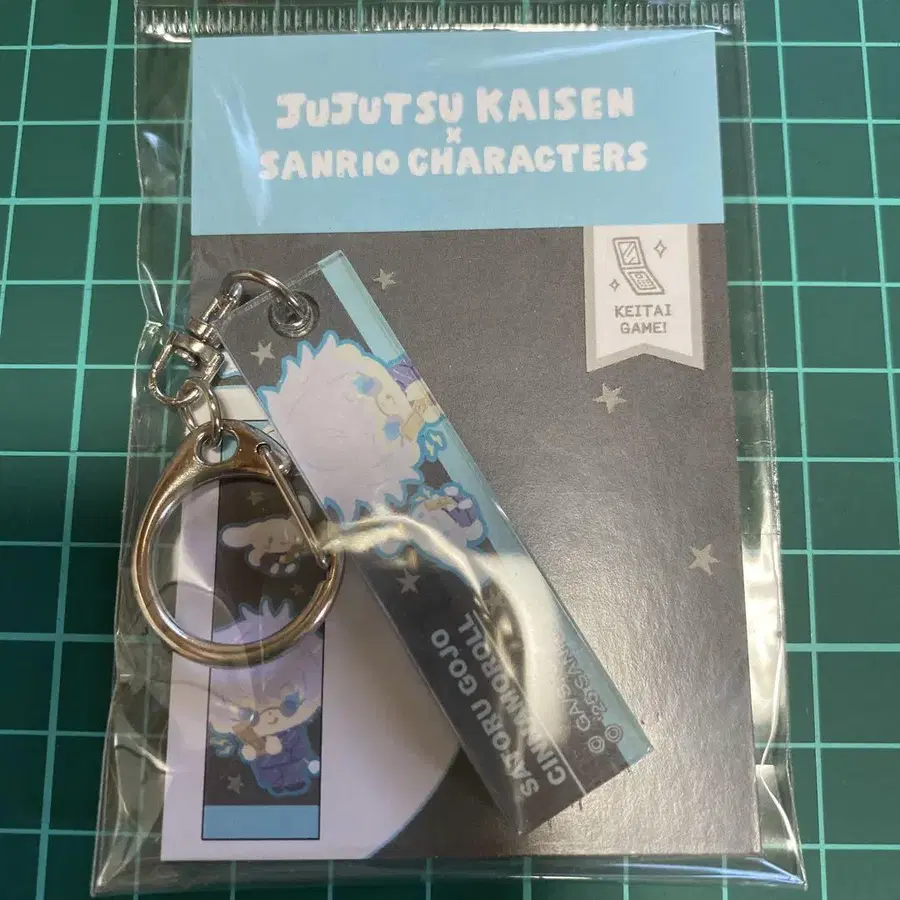 JUJUTSU KAISEN
×
SANRIO CHARACTERS
KEITAI
GAME!
SATORU GOJO
CINNAMOROLL